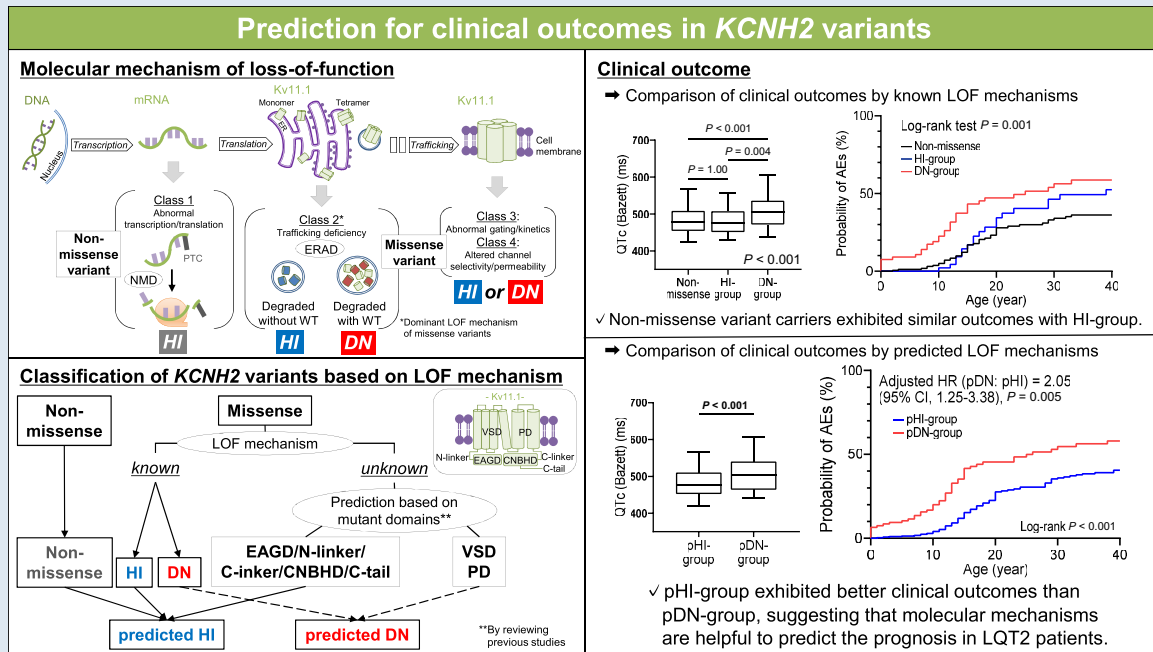 Prediction for clinical outcomes in KCNH2 variants
Molecular mechanism of loss-of-function
DNA
mRNA
Kv11.1
Monomer
Tetramer
Kv11.1
ER
Nucleus
Transcription
Translation
Trafficking
Cell
membrane
Class 1
Abnormal
transcription/translation
Non-
missense
variant
PTC
NMD
HI
Class 2*
Trafficking deficiency
ERAD
Degraded
without WT
HI
Degraded
with WT
DN
Missense
variant
Class 3:
Abnormal gating/kinetics
Class 4:
Altered channel
selectivity/permeability
HI or DN
*Dominant LOF mechanism
of missense variants
Classification of KCNH2 variants based on LOF mechanism
Non-
missense
Missense
LOF mechanism
known
unknown
Prediction based on
mutant domains**
- Kv11.1-
VSD
PD
N-linker
EAGD
CNBHD
C-linker
C-tail
Non-
missense
HI
DN
EAGD/N-linker/
C-inker/CNBHD/C-tail
VSD
PD
predicted HI
predicted DN
**By reviewing
previous studies
Clinical outcome
➡ Comparison of clinical outcomes by known LOF mechanisms
QTc (Bazett) (ms)
700
600
500
400
P < 0.001
P = 0.004
P = 1.00
P < 0.001
Non-
missense
HI-
group
DN-
group
Probability of AEs (%)
100
50
0
Log-rank test P = 0.001
Non-missense
HI-group
DN-group
0 10 20 30 40
Age (year)
✓ Non-missense variant carriers exhibited similar outcomes with HI-group.
➡ Comparison of clinical outcomes by predicted LOF mechanisms
QTc (Bazett) (ms)
700
600
500
400
P < 0.001
pHI-
group
pDN-
group
Probability of AEs (%)
100
50
0
Adjusted HR (pDN: pHI) = 2.05
(95% CI, 1.25-3.38), P = 0.005
pHI-group
pDN-group
Log-rank P < 0.001
0 10 20 30 40
Age (year)
✓ pHI-group exhibited better clinical outcomes than
pDN-group, suggesting that molecular mechanisms
are helpful to predict the prognosis in LQT2 patients.